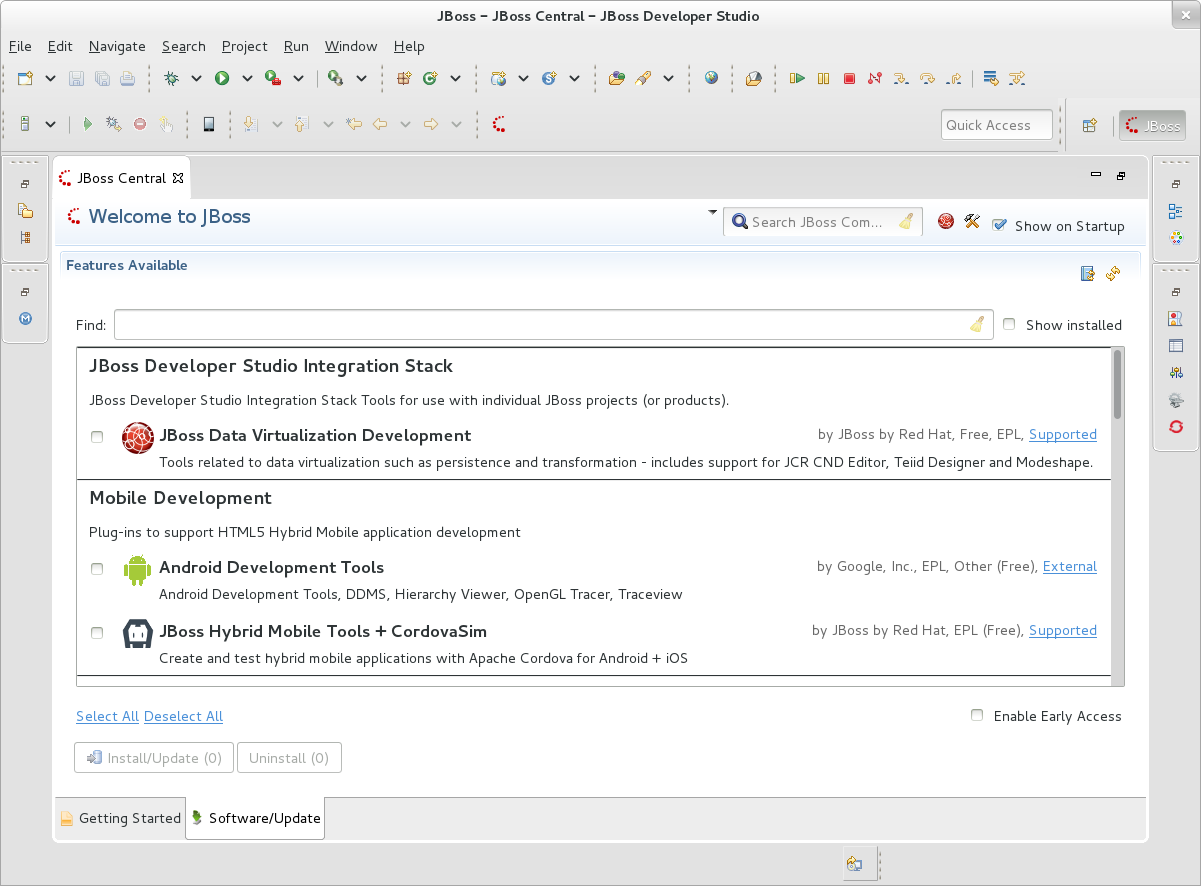 JBoss – JBoss Central – JBoss Developer Studio
File Edit Navigate Search Project Run Window Help
Quick Access
JBoss
JBoss Central
Welcome to JBoss
Search JBoss Com...
Show on Startup
Features Available
Find:
Show installed
JBoss Developer Studio Integration Stack
JBoss Developer Studio Integration Stack Tools for use with individual JBoss projects (or products).
JBoss Data Virtualization Development by JBoss by Red Hat, Free, EPL, Supported
Tools related to data virtualization such as persistence and transformation - includes support for JCR CND Editor, Teiid Designer and Modeshape.
Mobile Development
Plug-ins to support HTML5 Hybrid Mobile application development
Android Development Tools by Google, Inc., EPL, Other (Free), External
Android Development Tools, DDMS, Hierarchy Viewer, OpenGL Tracer, Traceview
JBoss Hybrid Mobile Tools + CordovaSim by JBoss by Red Hat, EPL (Free), Supported
Create and test hybrid mobile applications with Apache Cordova for Android + iOS
Select All Deselect All
Enable Early Access
Install/Update (0) Uninstall (0)
Getting Started Software/Update